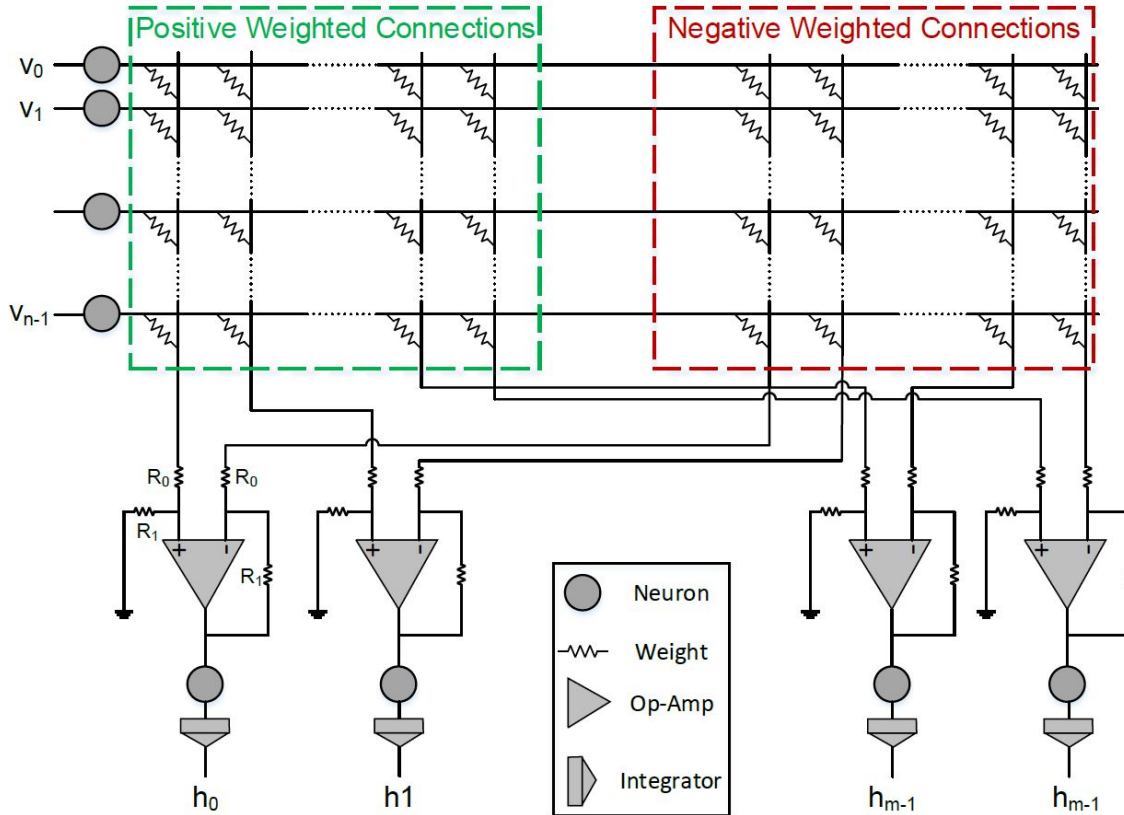 Positive Weighted Connections
Negative Weighted Connections
v0
v1
vn-1
R0
R0
R1
R1
+
-
+
-
+
-
+
-
Neuron
Weight
Op-Amp
Integrator
h0
h1
hm-1
hm-1